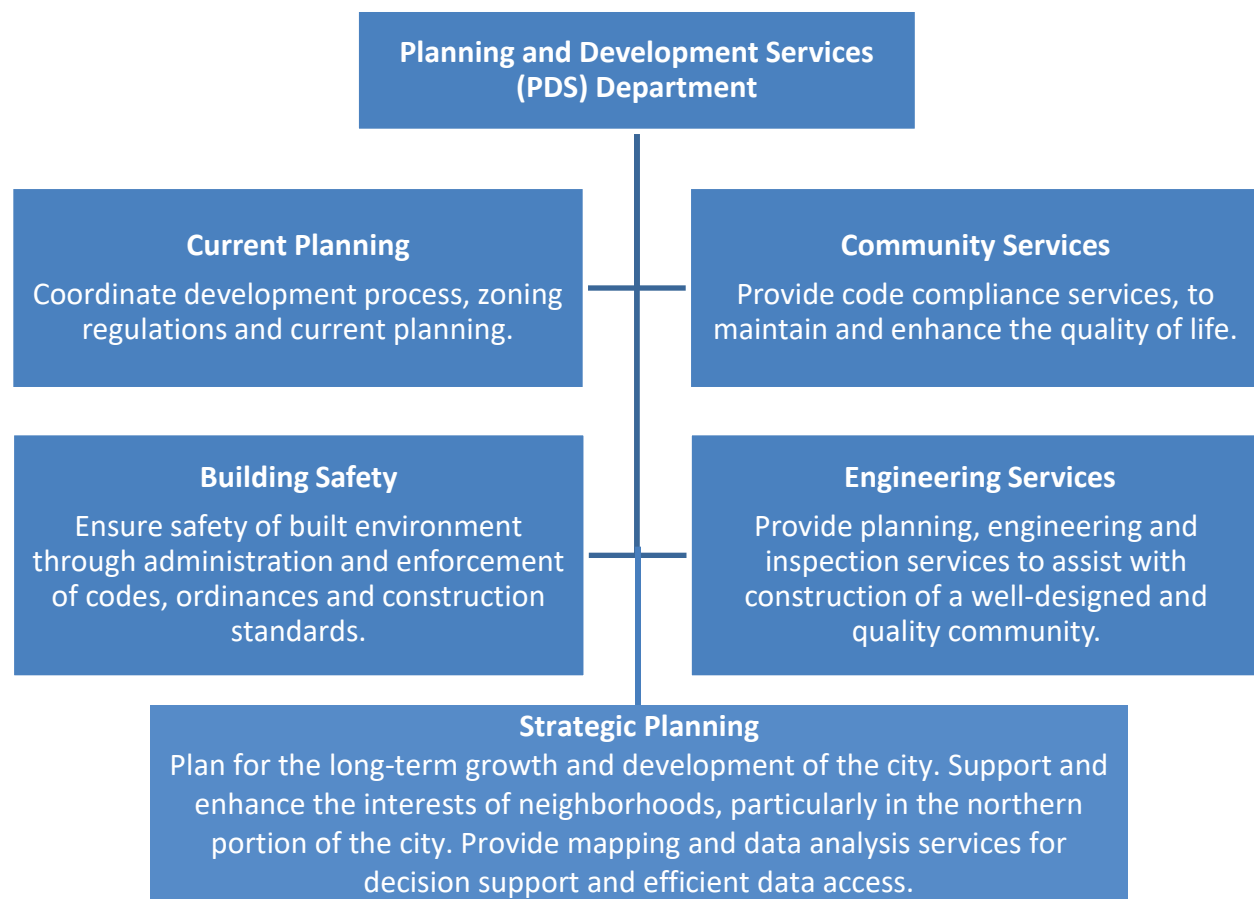 Planning and Development Services
(PDS) Department
Current Planning
Coordinate development process, zoning
regulations and current planning.
Community Services
Provide code compliance services, to
maintain and enhance the quality of life.
Building Safety
Ensure safety of built environment
through administration and enforcement
of codes, ordinances and construction
standards.
Engineering Services
Provide planning, engineering and
inspection services to assist with
construction of a well-designed and
quality community.
Strategic Planning
Plan for the long-term growth and development of the city. Support and
enhance the interests of neighborhoods, particularly in the northern
portion of the city. Provide mapping and data analysis services for
decision support and efficient data access.